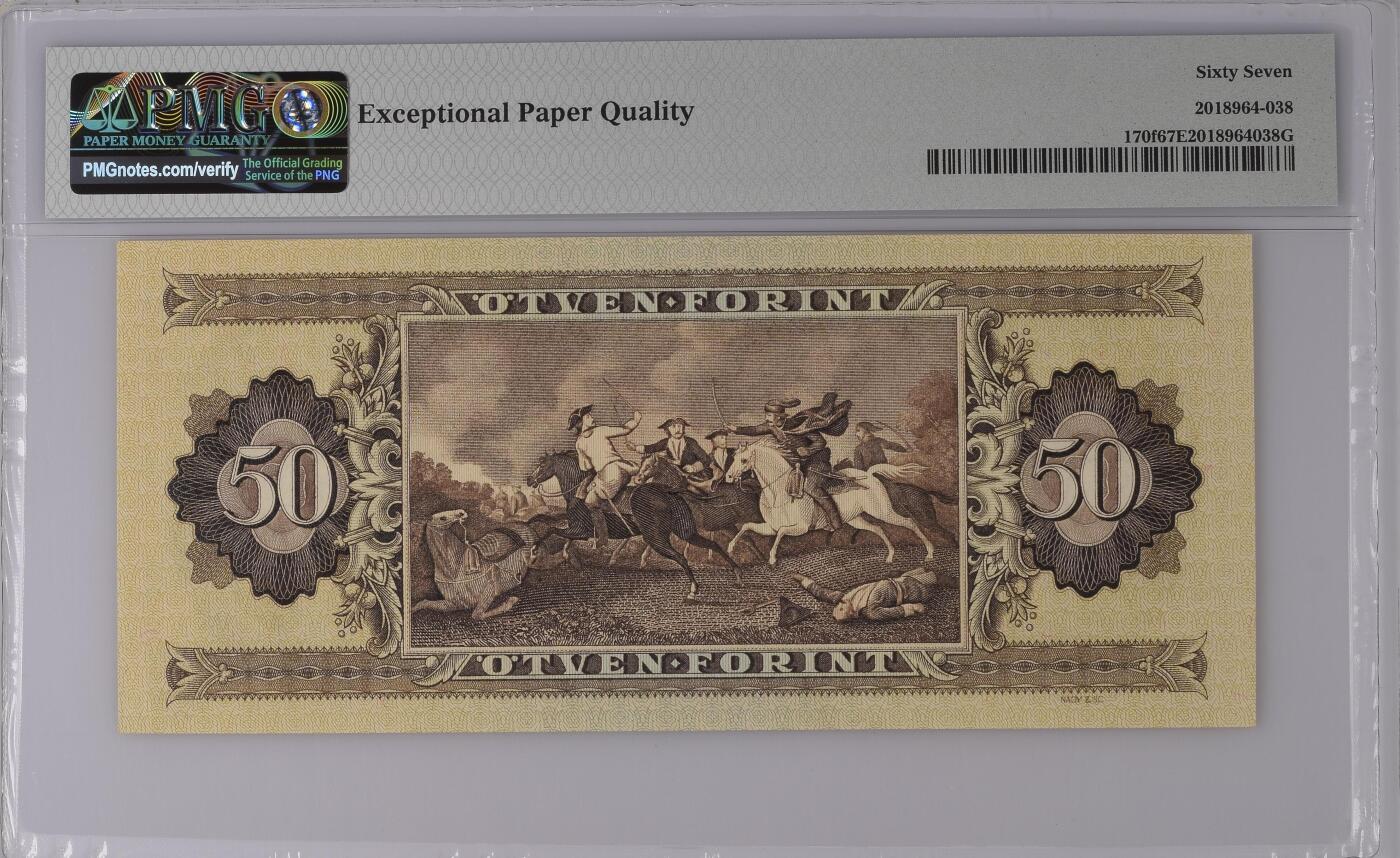 PMG
PAPER MONEY GUARANTY
PMGnotes.com/verify
The Official Grading
Service of the PNG
Exceptional Paper Quality
Sixty Seven
2018964-038
170f67E2018964038G
ÖTVEN FORINT
50
50
ÖTVEN FORINT